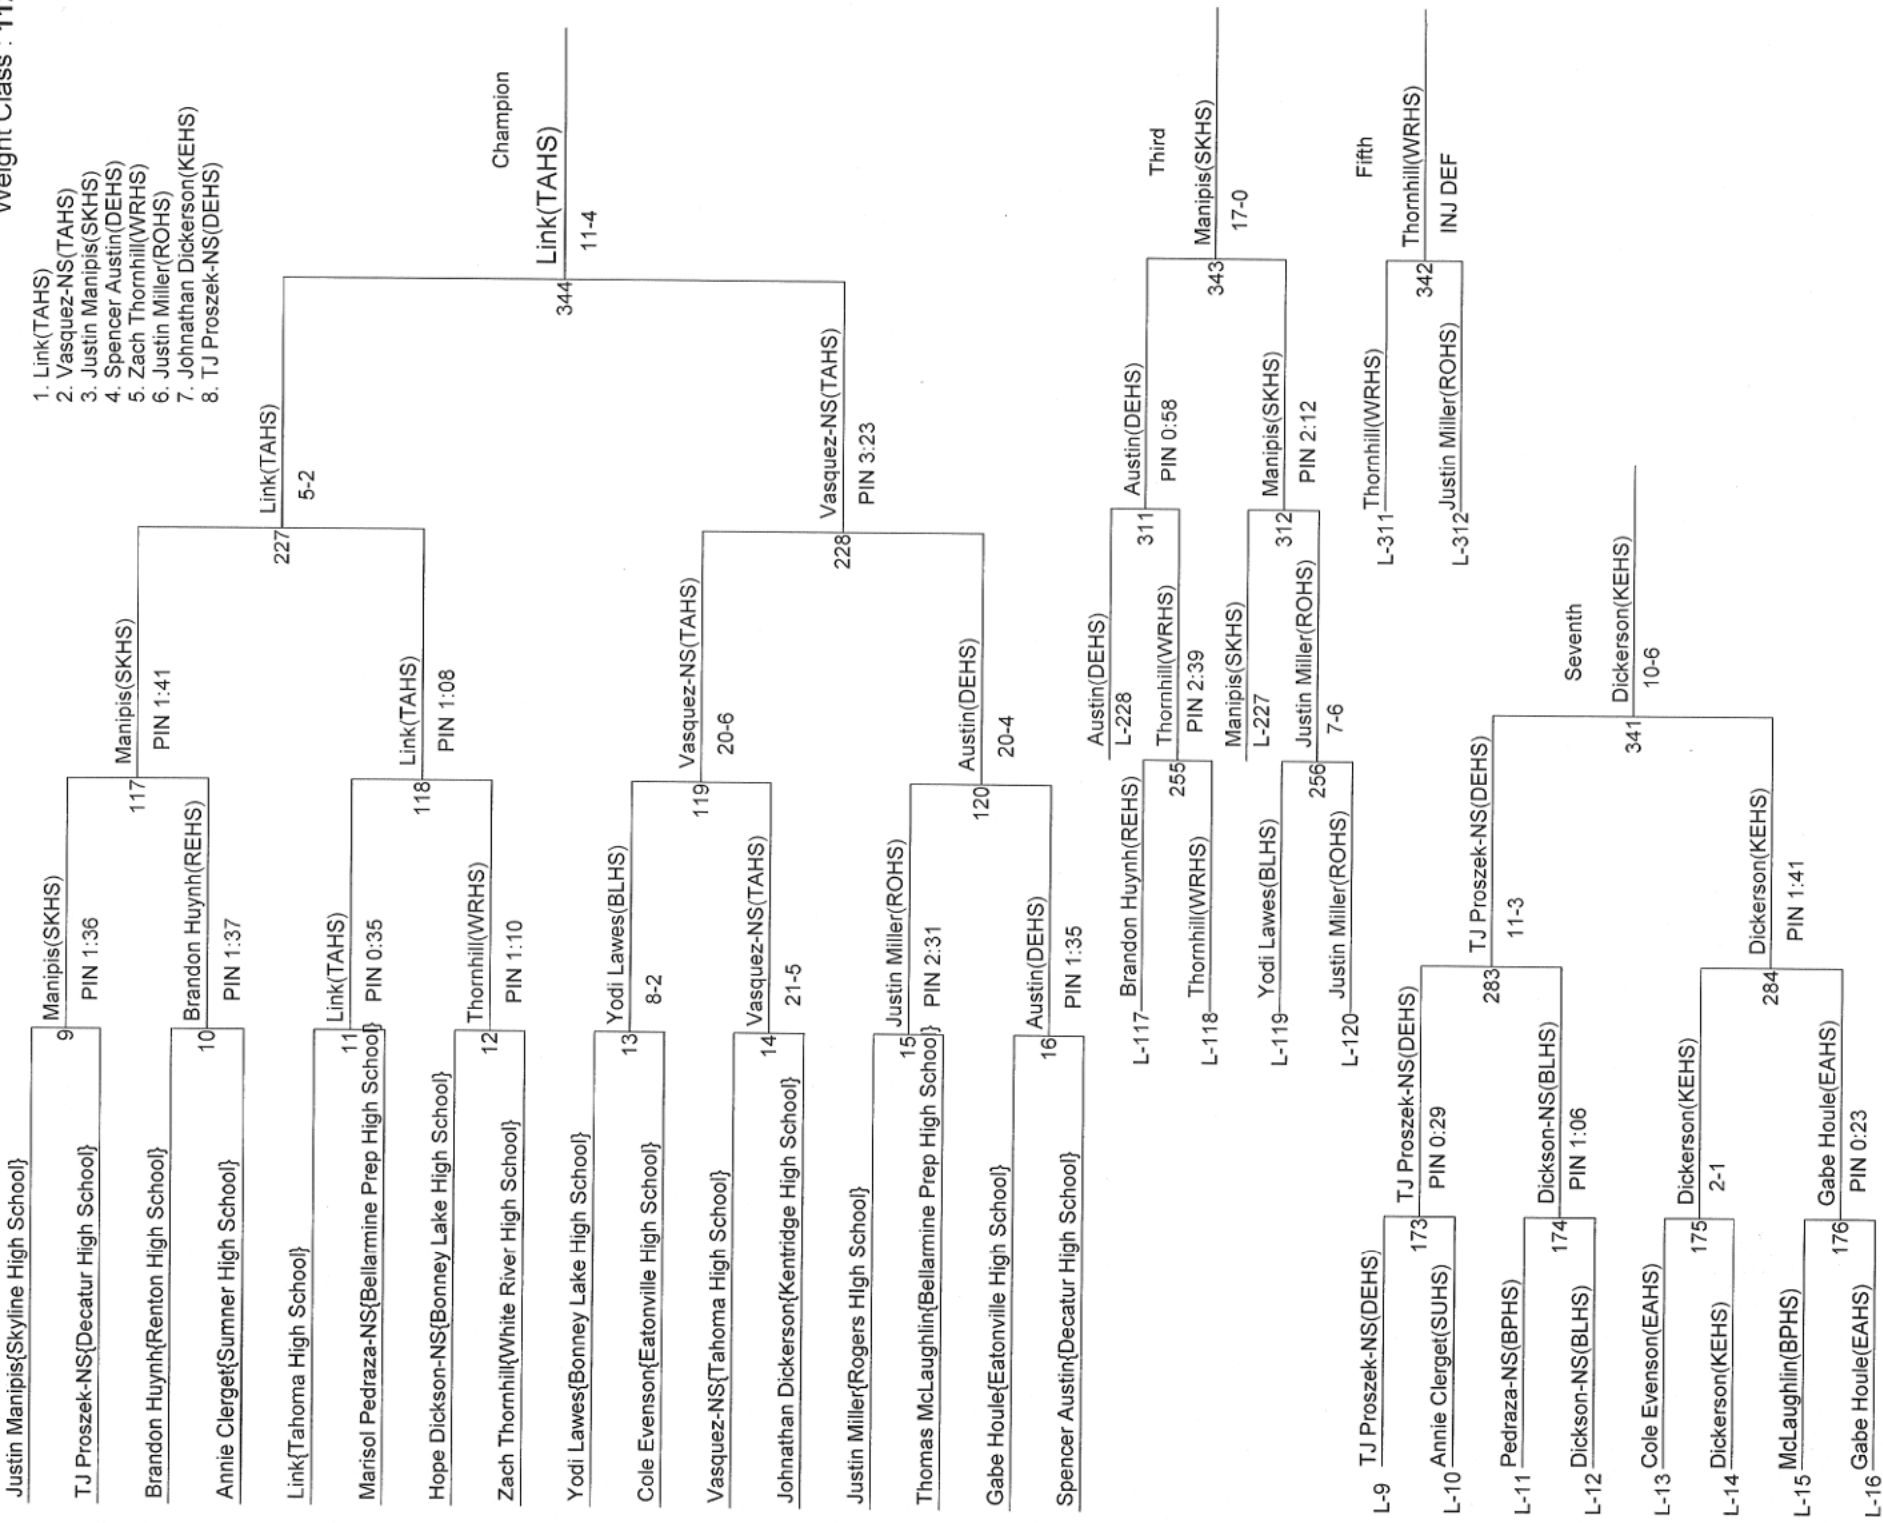 Weight Class :
1. Link(TAHS)
2. Vasquez-NS(TAHS)
3. Justin Manipis(SKHS)
4. Spencer Austin(DEHS)
5. Zach Thornhill(WRHS)
6. Justin Miller(ROHS)
7. Johnathan Dickerson(KEHS)
8. TJ Proszek-NS(DEHS)
Justin Manipis{Skyline High School}
TJ Proszek-NS{Decatur High School}
Brandon Huynh{Renton High School}
Annie Clerget{Sumner High School}
Link{Tahoma High School}
Marisol Pedraza-NS{Bellarmine Prep High School}
Hope Dickson-NS{Bonney Lake High School}
Zach Thornhill{White River High School}
Yodi Lawes{Bonney Lake High School}
Cole Evenson{Eatonville High School}
Vasquez-NS{Tahoma High School}
Johnathan Dickerson{Kentridge High School}
Justin Miller{Rogers HIgh School}
Thomas McLaughlin{Bellarmine Prep High School}
Gabe Houle{Eatonville High School}
Spencer Austin{Decatur High School}
9
Manipis(SKHS)
PIN 1:36
10
Brandon Huynh(REHS)
PIN 1:37
11
Link(TAHS)
PIN 0:35
12
Thornhill(WRHS)
PIN 1:10
13
Yodi Lawes(BLHS)
8-2
14
Vasquez-NS(TAHS)
21-5
15
Justin Miller(ROHS)
PIN 2:31
16
Austin(DEHS)
PIN 1:35
117
Manipis(SKHS)
PIN 1:41
118
Link(TAHS)
PIN 1:08
119
Vasquez-NS(TAHS)
20-6
120
Austin(DEHS)
20-4
227
Link(TAHS)
5-2
228
Vasquez-NS(TAHS)
PIN 3:23
344
Champion
Link(TAHS)
11-4
L-117 Brandon Huynh(REHS)
L-118 Thornhill(WRHS)
L-119 Yodi Lawes(BLHS)
L-120 Justin Miller(ROHS)
Austin(DEHS)
L-228
255
Thornhill(WRHS)
PIN 2:39
Manipis(SKHS)
L-227
256
Justin Miller(ROHS)
7-6
311
Austin(DEHS)
PIN 0:58
312
Manipis(SKHS)
PIN 2:12
343
Third
Manipis(SKHS)
17-0
L-311 Thornhill(WRHS)
L-312 Justin Miller(ROHS)
342
Fifth
Thornhill(WRHS)
INJ DEF
L-9 TJ Proszek-NS(DEHS)
L-10 Annie Clerget(SUHS)
L-11 Pedraza-NS(BPHS)
L-12 Dickson-NS(BLHS)
L-13 Cole Evenson(EAHS)
L-14 Dickerson(KEHS)
L-15 McLaughlin(BPHS)
L-16 Gabe Houle(EAHS)
173
TJ Proszek-NS(DEHS)
PIN 0:29
174
Dickson-NS(BLHS)
PIN 1:06
175
Dickerson(KEHS)
2-1
176
Gabe Houle(EAHS)
PIN 0:23
283
TJ Proszek-NS(DEHS)
11-3
284
Dickerson(KEHS)
PIN 1:41
341
Seventh
Dickerson(KEHS)
10-6